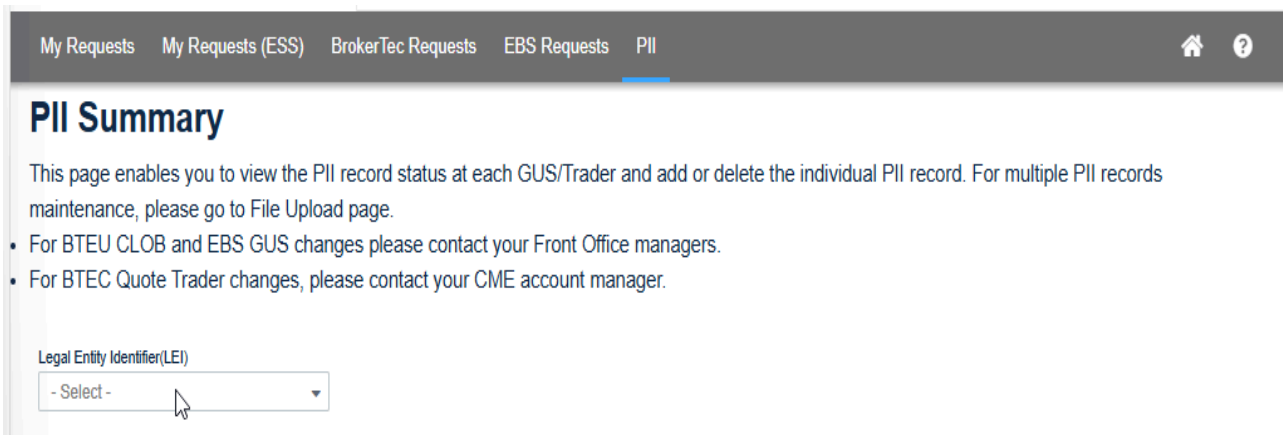 My Requests My Requests (ESS) BrokerTec Requests EBS Requests PII
PII Summary
This page enables you to view the PII record status at each GUS/Trader and add or delete the individual PII record. For multiple PII records
maintenance, please go to File Upload page.
• For BTEU CLOB and EBS GUS changes please contact your Front Office managers.
• For BTEC Quote Trader changes, please contact your CME account manager.
Legal Entity Identifier(LEI)
- Select -